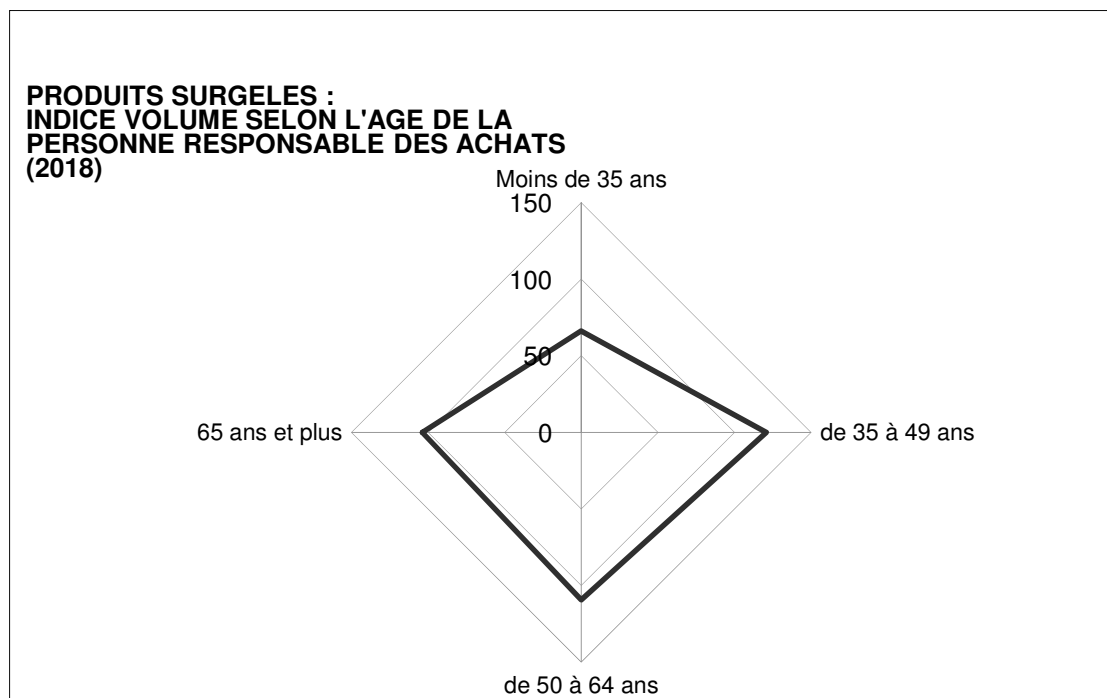 PRODUITS SURGELES :
INDICE VOLUME SELON L'AGE DE LA
PERSONNE RESPONSABLE DES ACHATS
(2018)
Moins de 35 ans
150
100
50
65 ans et plus
0
de 35 à 49 ans
de 50 à 64 ans